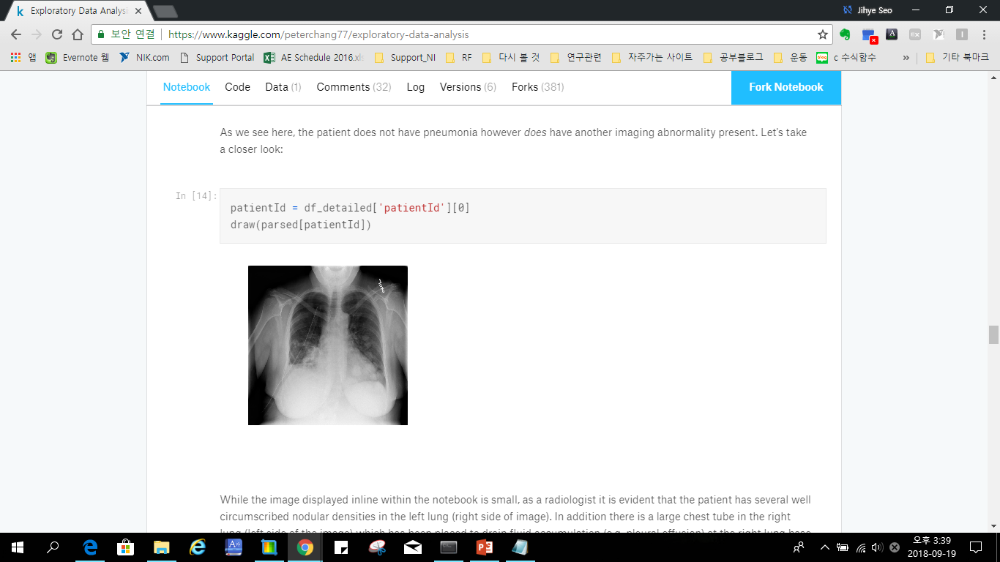 Exploratory Data Analysi
Jihye Seo
보안 연결
https://www.kaggle.com/peterchang77/exploratory-data-analysis
앱
Evernote 웹
NIK.com
Support Portal
AE Schedule 2016.xls
Support_NI
RF
다시 볼 것
연구관련
자주가는 사이트
공부블로그
운동
c 수식함수
»
기타 북마크
Notebook Code Data (1) Comments (32) Log Versions (6) Forks (381)
Fork Notebook
As we see here, the patient does not have pneumonia however does have another imaging abnormality present. Let's take
a closer look:
In [14]:
patientId = df_detailed['patientId'][0]
draw(parsed[patientId])
While the image displayed inline within the notebook is small, as a radiologist it is evident that the patient has several well
circumscribed nodular densities in the left lung (right side of image). In addition there is a large chest tube in the right
lung (left side of the image) which has been placed to drain fluid accumulation (e.g. pleural effusion) at the right lung base
오후 3:39
2018-09-19